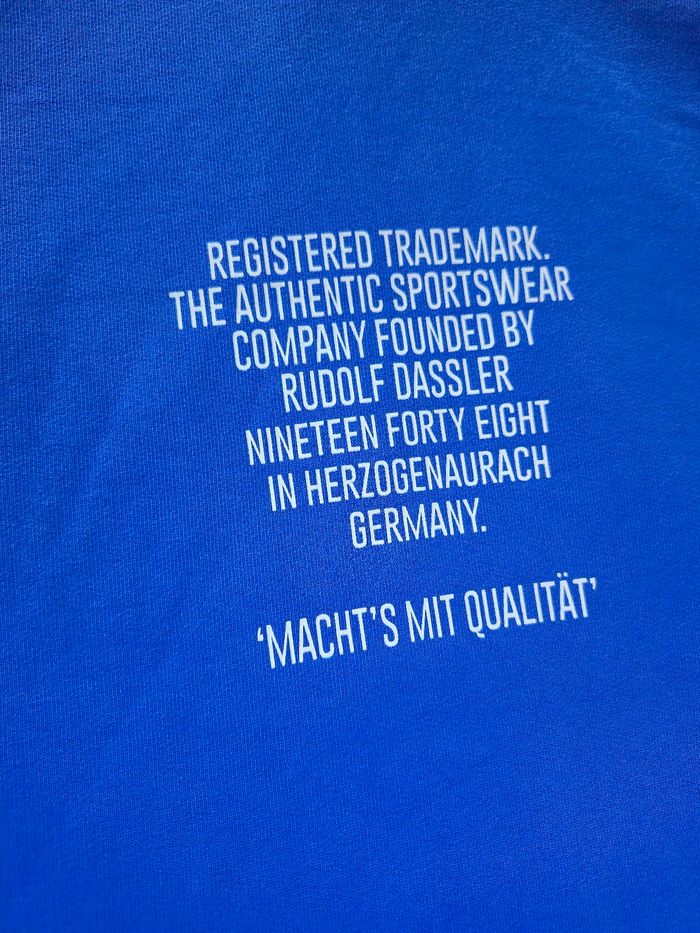 REGISTERED TRADEMARK.
THE AUTHENTIC SPORTSWEAR
COMPANY FOUNDED BY
RUDOLF DASSLER
NINETEEN FORTY EIGHT
IN HERZOGENAURACH
GERMANY.
‘MACHT’S MIT QUALITÄT’